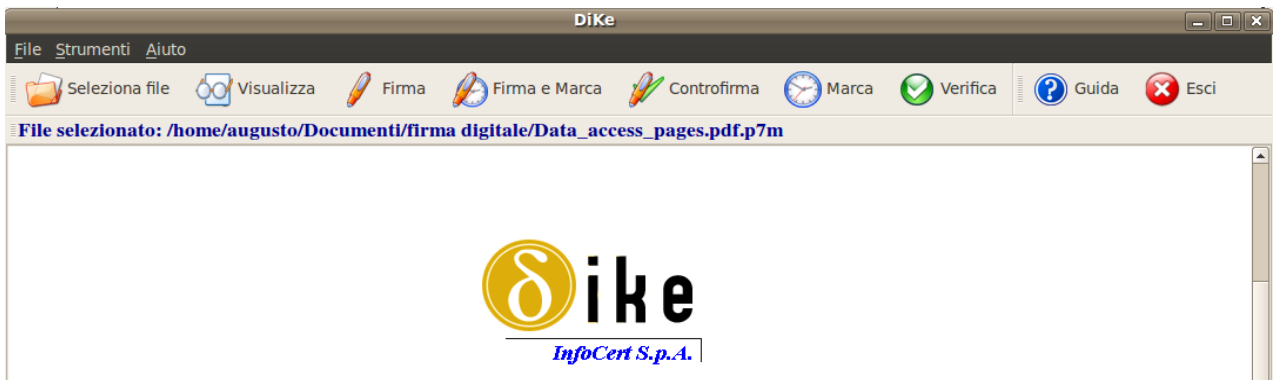 DiKe
File Strumenti Aiuto
Seleziona file Visualizza Firma Firma e Marca Controfirma Marca Verifica Guida Esci
File selezionato: /home/augusto/Documenti/firma digitale/Data_access_pages.pdf.p7m
δike
InfoCert S.p.A.